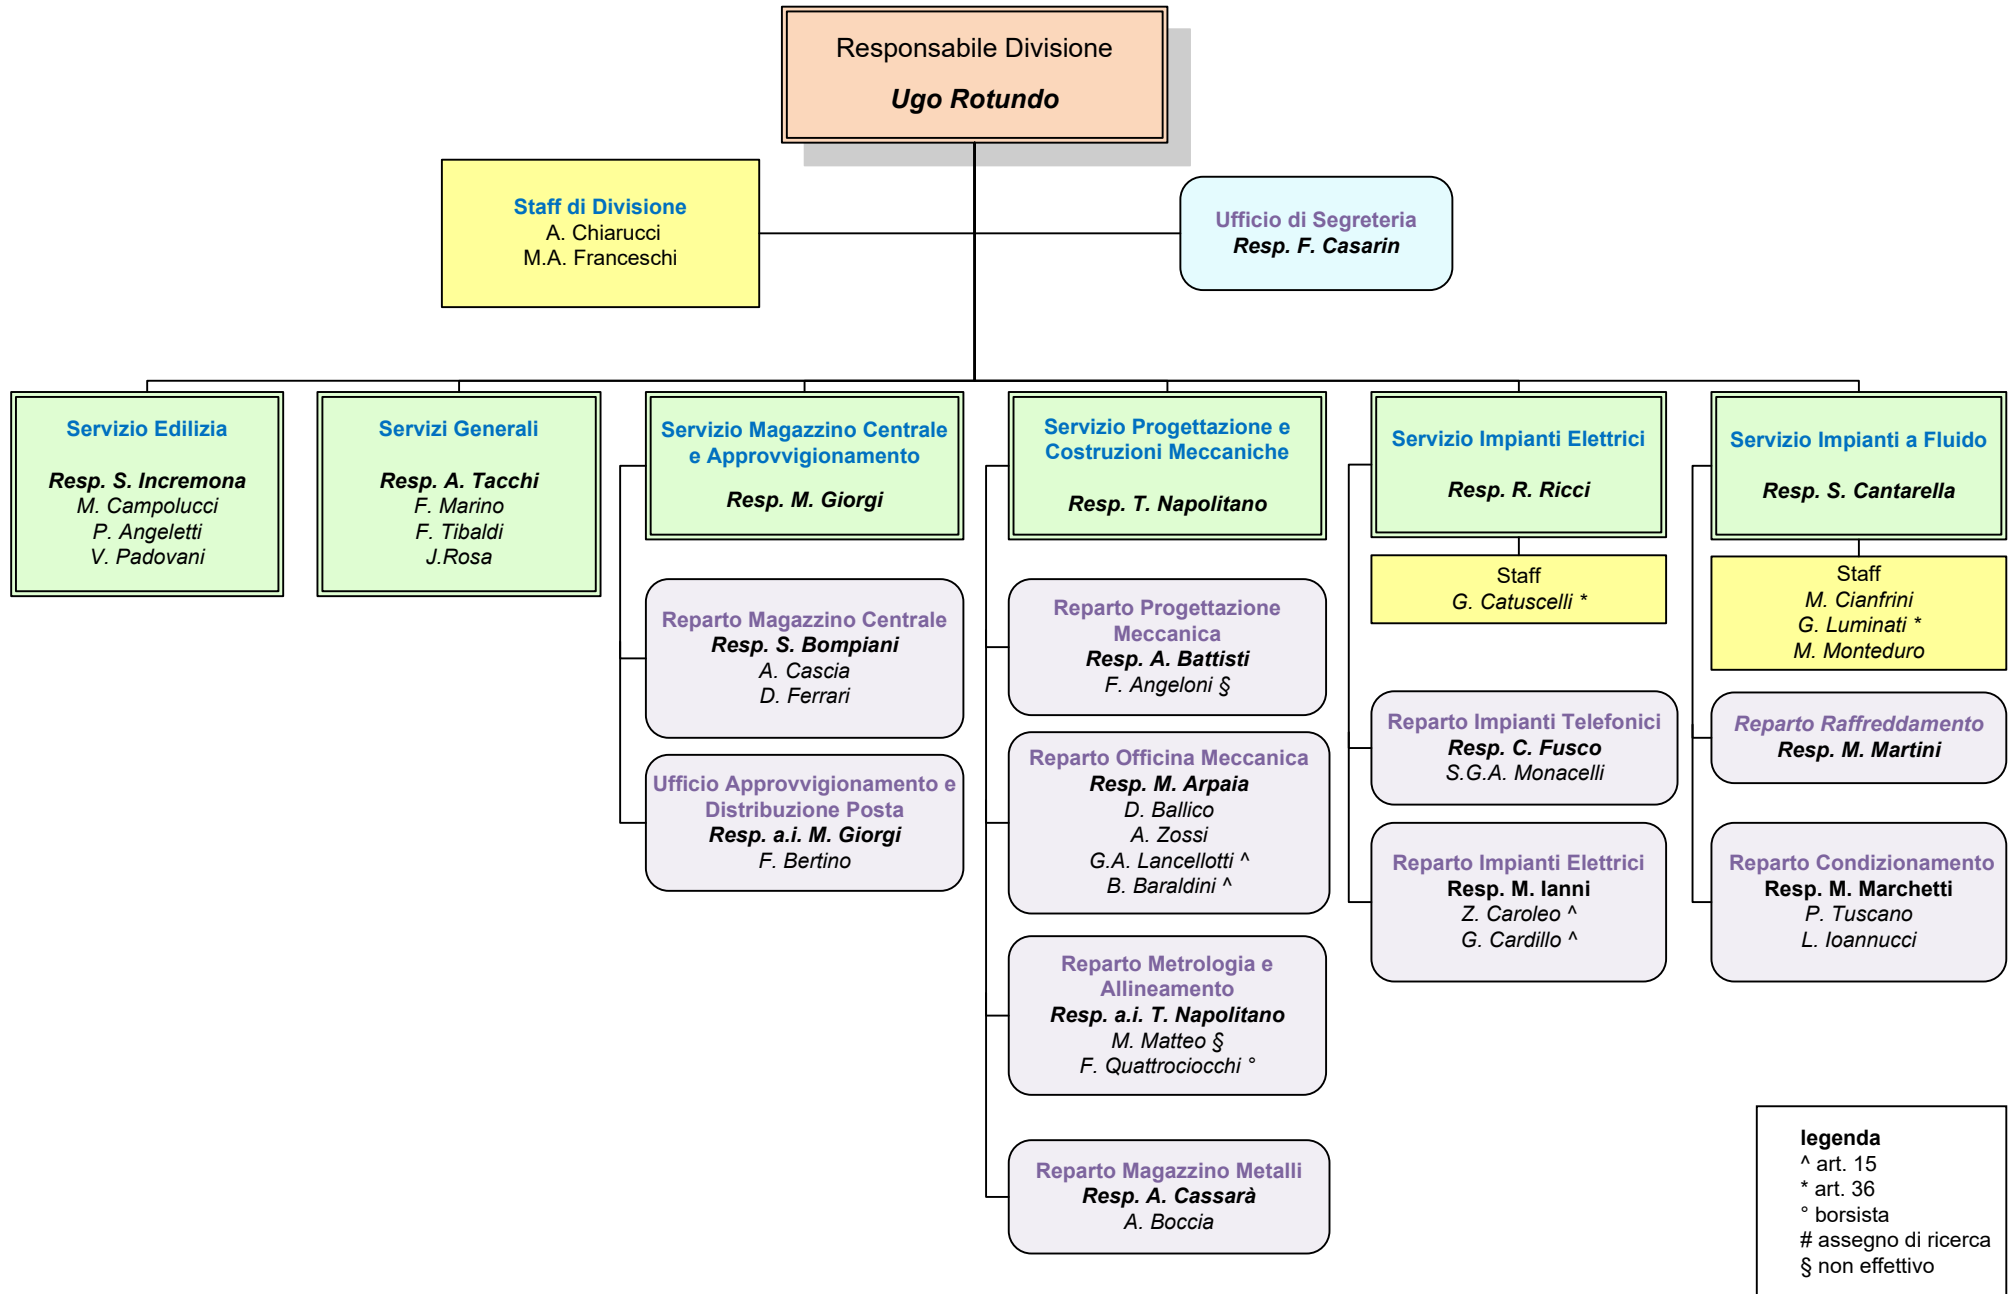 Responsabile Divisione
Ugo Rotundo
Staff di Divisione
A. Chiarucci
M.A. Franceschi
Ufficio di Segreteria
Resp. F. Casarin
Servizio Edilizia
Resp. S. Incremona
M. Campolucci
P. Angeletti
V. Padovani
Servizi Generali
Resp. A. Tacchi
F. Marino
F. Tibaldi
J.Rosa
Servizio Magazzino Centrale
e Approvvigionamento
Resp. M. Giorgi
Reparto Magazzino Centrale
Resp. S. Bompiani
A. Cascia
D. Ferrari
Ufficio Approvvigionamento e
Distribuzione Posta
Resp. a.i. M. Giorgi
F. Bertino
Servizio Progettazione e
Costruzioni Meccaniche
Resp. T. Napolitano
Reparto Progettazione
Meccanica
Resp. A. Battisti
F. Angeloni §
Reparto Officina Meccanica
Resp. M. Arpaia
D. Ballico
A. Zossi
G.A. Lancellotti ^
B. Baraldini ^
Reparto Metrologia e
Allineamento
Resp. a.i. T. Napolitano
M. Matteo §
F. Quattrociocchi °
Reparto Magazzino Metalli
Resp. A. Cassarà
A. Boccia
Servizio Impianti Elettrici
Resp. R. Ricci
Staff
G. Catuscelli *
Reparto Impianti Telefonici
Resp. C. Fusco
S.G.A. Monacelli
Reparto Impianti Elettrici
Resp. M. Ianni
Z. Caroleo ^
G. Cardillo ^
Servizio Impianti a Fluido
Resp. S. Cantarella
Staff
M. Cianfrini
G. Luminati *
M. Monteduro
Reparto Raffreddamento
Resp. M. Martini
Reparto Condizionamento
Resp. M. Marchetti
P. Tuscano
L. Ioannucci
legenda
^ art. 15
* art. 36
° borsista
# assegno di ricerca
§ non effettivo